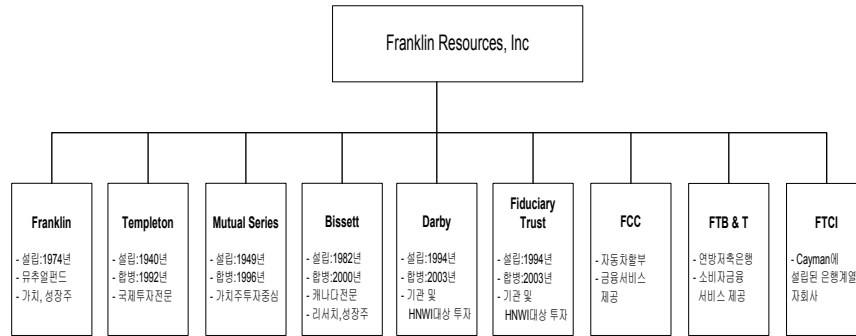 Franklin Resources, Inc
Franklin
- 설립:1974년
- 뮤추얼펀드
- 가치, 성장주
Templeton
- 설립:1940년
- 합병:1992년
- 국제투자전문
Mutual Series
- 설립:1949년
- 합병:1996년
- 가치주투자중심
Bissett
- 설립:1982년
- 합병:2000년
- 캐나다전문
- 리서치,성장주
Darby
- 설립:1994년
- 합병:2003년
- 기관 및
HNWI대상 투자
Fiduciary
Trust
- 설립:1994년
- 합병:2003년
- 기관 및
HNWI대상 투자
FCC
- 자동차할부
- 금융서비스
제공
FTB & T
- 연방저축은행
- 소비자금융
서비스 제공
FTCI
- Cayman에
설립된 은행계열
자회사